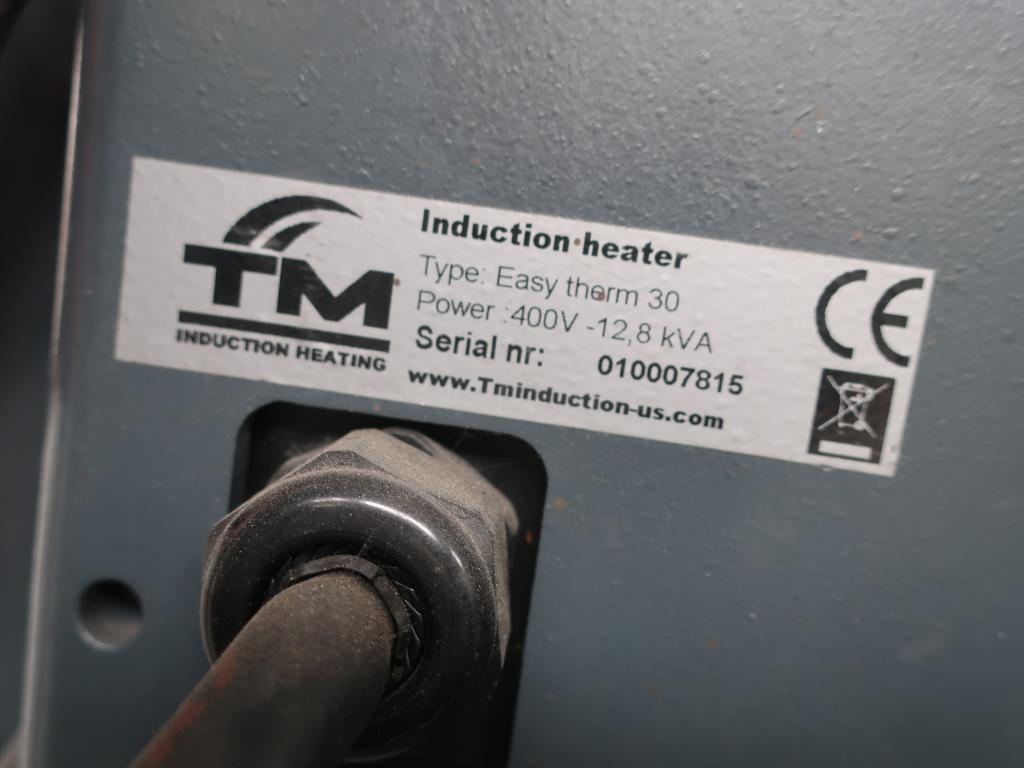 TM
INDUCTION HEATING
Induction heater
Type: Easy therm 30
Power :400V -12,8 kVA
Serial nr: 010007815
www.Tminduction-us.com
CE